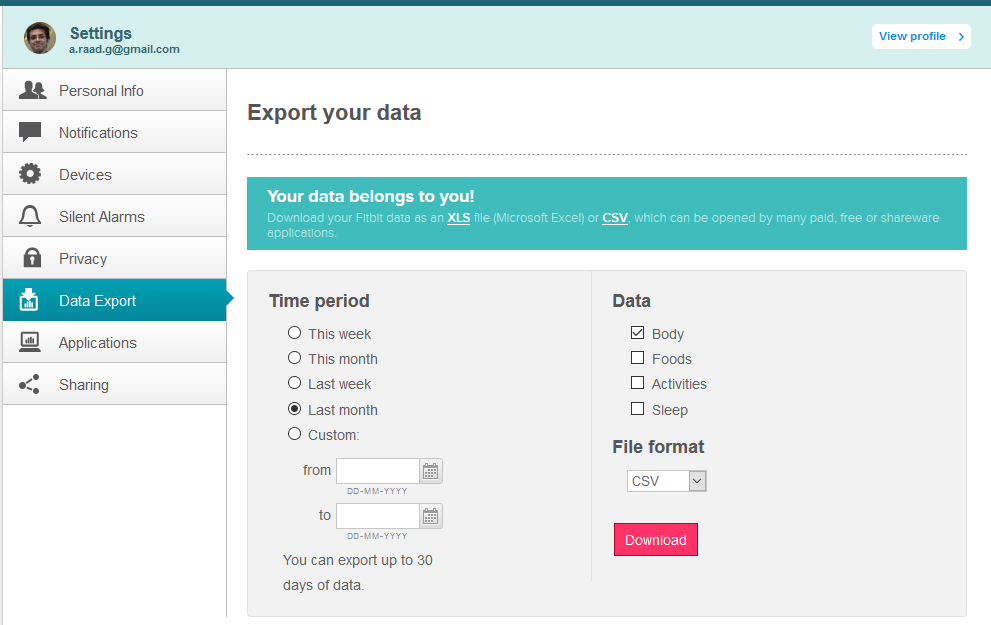 Settings
a.raad.g@gmail.com
View profile
Personal Info
Notifications
Devices
Silent Alarms
Privacy
Data Export
Applications
Sharing
Export your data
Your data belongs to you!
Download your Fitbit data as an XLS file (Microsoft Excel) or CSV, which can be opened by many paid, free or shareware
applications.
Time period
This week
This month
Last week
Last month
Custom:
from
DD-MM-YYYY
to
DD-MM-YYYY
You can export up to 30
days of data.
Data
Body
Foods
Activities
Sleep
File format
CSV
Download